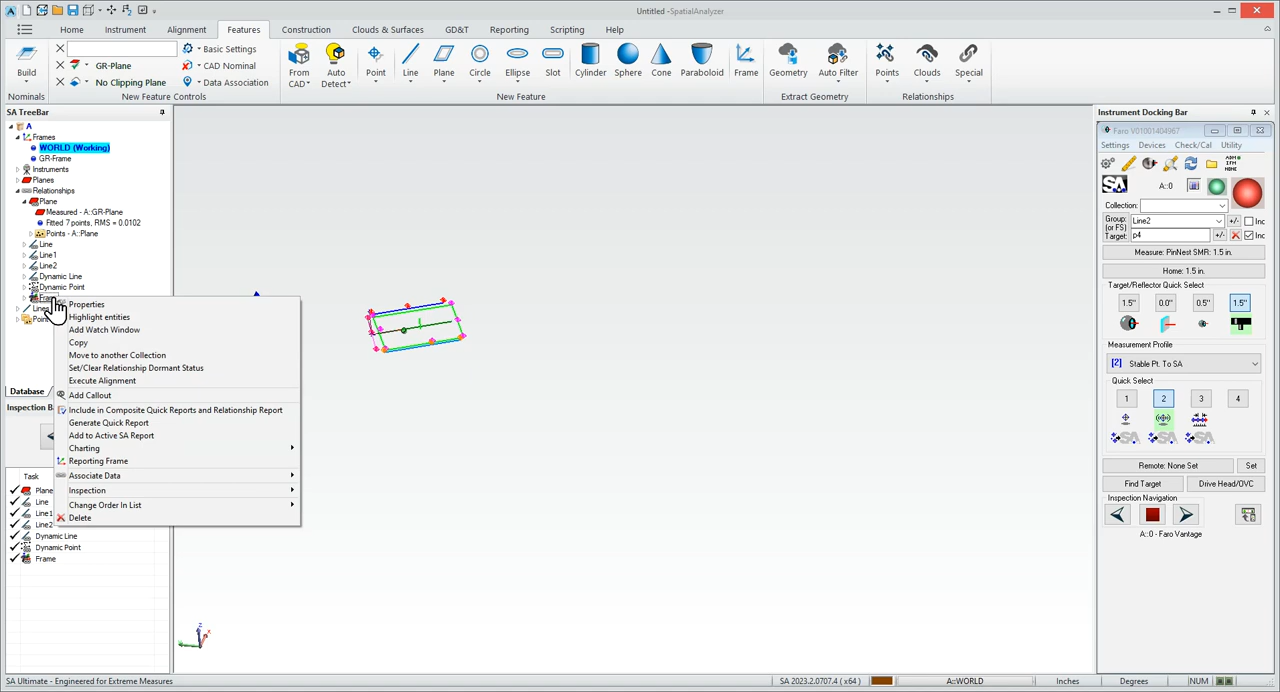 Untitled -SpatialAnalyzer
Home
Instrument
Alignment
Features
Construction
Clouds & Surfaces
GD&T
Reporting
Scripting
Help
Build
Nominals
GR-Plane
No Clipping Plane
Basic Settings
CAD Nominal
Data Association
New Feature Controls
From CAD
Auto Detect
Point
Line
Plane
Circle
Ellipse
Slot
Cylinder
Sphere
Cone
Paraboloid
Frame
New Feature
Geometry
Auto Filter
Extract Geometry
Points
Clouds
Special
Relationships
SA TreeBar
A
Frames
WORLD (Working)
GR-Frame
Instruments
Planes
Relationships
Plane
Measured - A::GR-Plane
Fitted 7 points, RMS = 0.0102
Points - A::Plane
Line
Line1
Line2
Dynamic Line
Dynamic Point
Database
Properties
Highlight entities
Add Watch Window
Copy
Move to another Collection
Set/Clear Relationship Dormant Status
Execute Alignment
Add Callout
Include in Composite Quick Reports and Relationship Report
Generate Quick Report
Add to Active SA Report
Charting
Reporting Frame
Associate Data
Inspection
Change Order In List
Delete
Task
Plane
Line
Line1
Line2
Dynamic Line
Dynamic Point
Frame
Instrument Docking Bar
Faro V01001404967
Settings
Devices
Check/Cal
Utility
A::0
Collection:
Group: (or FS)
Line2
+/-
Inc
Target:
p4
+/-
Inc
Measure: PinNest SMR: 1.5 in.
Home: 1.5 in.
Target/Reflector Quick Select
1.5"
0.0"
0.5"
1.5"
Measurement Profile
[2] Stable Pt. To SA
Quick Select
1
2
3
4
SA
SA
SA
Remote: None Set
Set
Find Target
Drive Head/OVC
Inspection Navigation
A::0 - Faro Vantage
SA Ultimate - Engineered for Extreme Measures
SA 2023.2.0707.4 ( x64 )
A::WORLD
Inches
Degrees
NUM